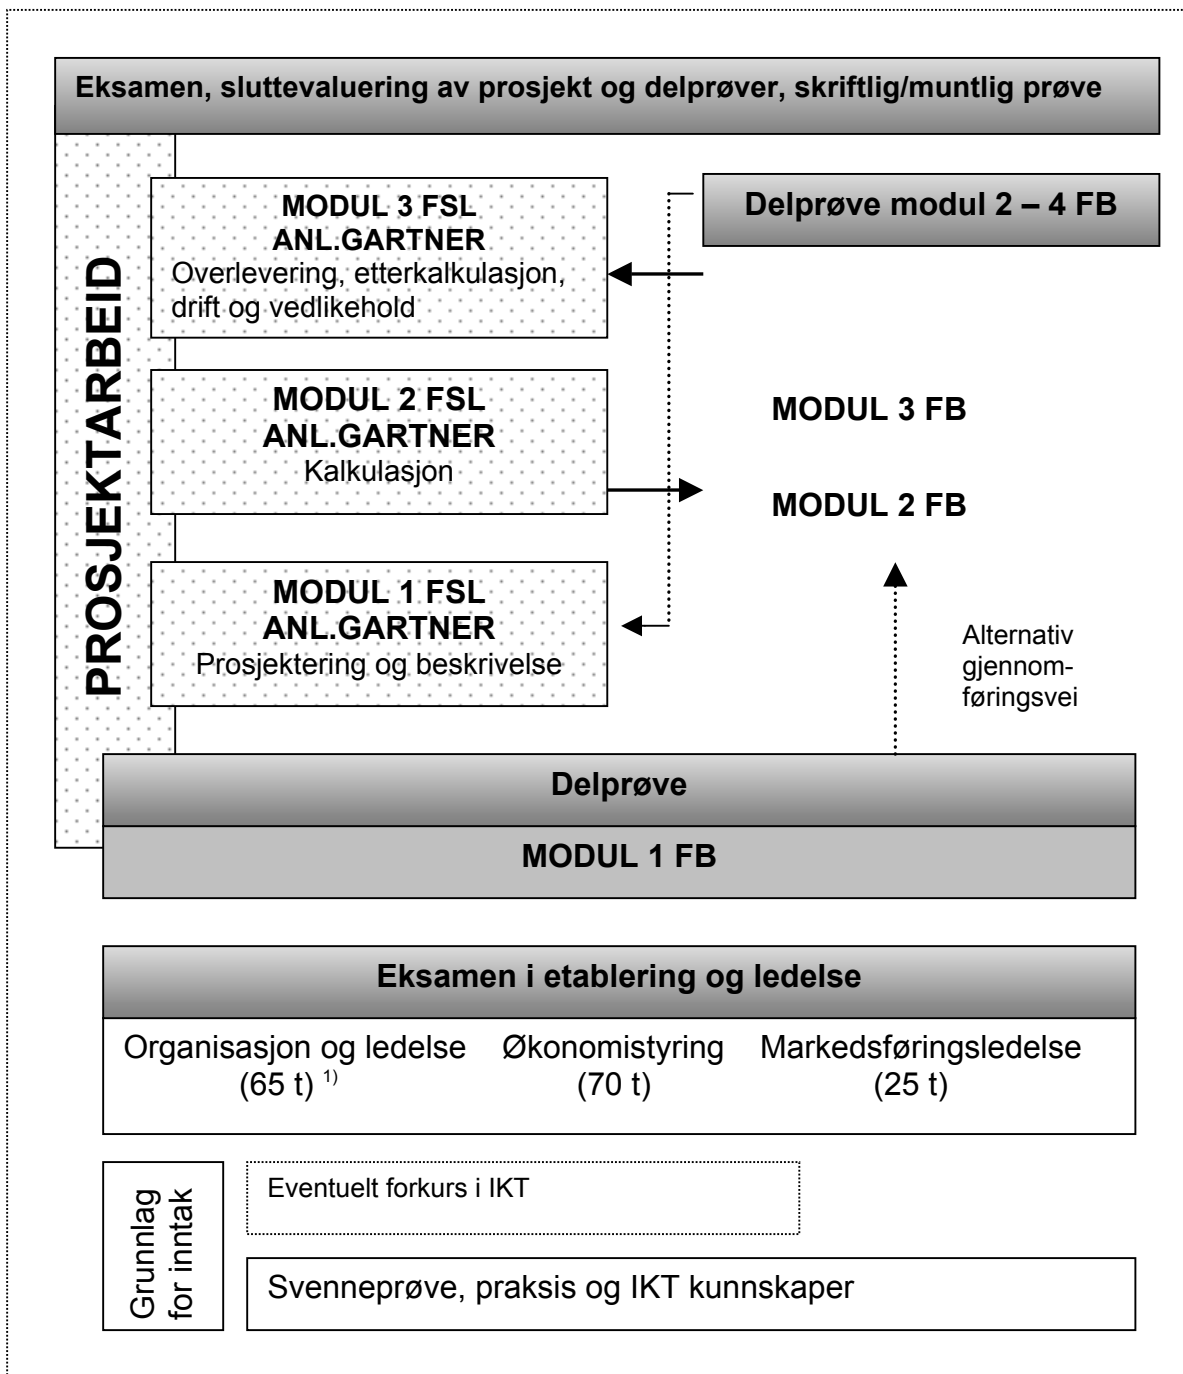 Eksamen, sluttevaluering av prosjekt og delprøver, skriftlig/muntlig prøve
PROSJEKTARBEID
MODUL 3 FSL
ANL.GARTNER
Overlevering, etterkalkulasjon,
drift og vedlikehold
Delprøve modul 2 – 4 FB
MODUL 2 FSL
ANL.GARTNER
Kalkulasjon
MODUL 3 FB
MODUL 2 FB
MODUL 1 FSL
ANL.GARTNER
Prosjektering og beskrivelse
Alternativ
gjennom-
føringsvei
Delprøve
MODUL 1 FB
Eksamen i etablering og ledelse
Organisasjon og ledelse
(65 t) 1)
Økonomistyring
(70 t)
Markedsføringsledelse
(25 t)
Grunnlag
for inntak
Eventuelt forkurs i IKT
Svenneprøve, praksis og IKT kunnskaper